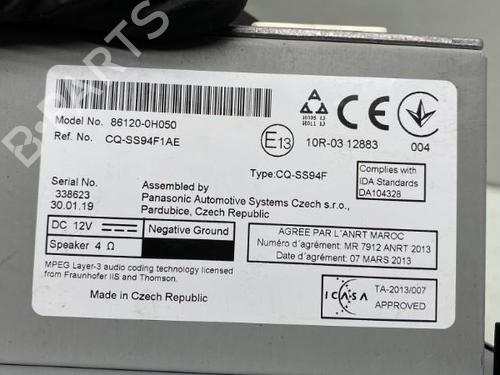 Model No. 86120-0H050
Ref. No. CQ-SS94F1AE
E13
10R-03 12883
004
Type:CQ-SS94F
Complies with
IDA Standards
DA104328
Serial No.
338623
30.01.19
Assembled by
Panasonic Automotive Systems Czech s.r.o.,
Pardubice, Czech Republic
DC 12V
Negative Ground
Speaker 4 Ω
MPEG Layer-3 audio coding technology licensed
from Fraunhofer IIS and Thomson.
Made in Czech Republic
AGREE PAR L'ANRT MAROC
Numéro d'agrément: MR 7912 ANRT 2013
Date d'agrément: 07 MARS 2013
ICASA
TA-2013/007
APPROVED
B-PARTS